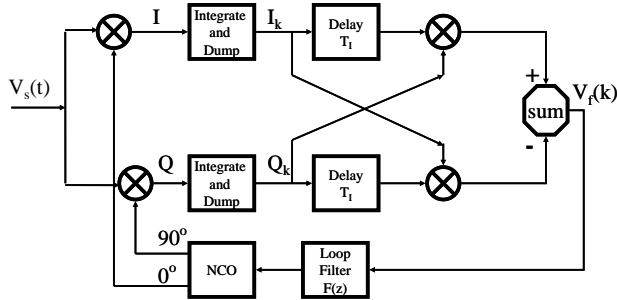 I
Integrate
and
Dump
I_k
Delay
T_I
V_s(t)
+
sum
V_f(k)
-
Q
Integrate
and
Dump
Q_k
Delay
T_I
90°
0°
NCO
Loop
Filter
F(z)